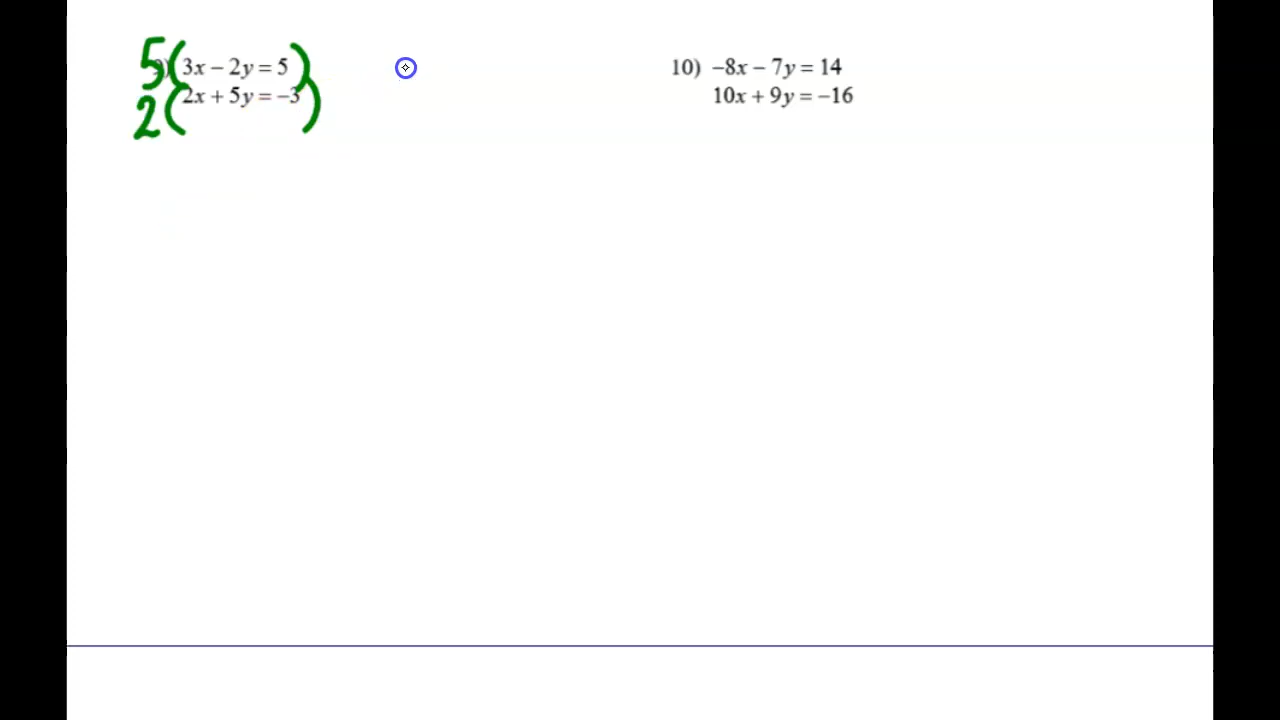 5( 3x − 2y = 5 )
2( 2x + 5y = −3 )
10) −8x − 7y = 14
10x + 9y = −16